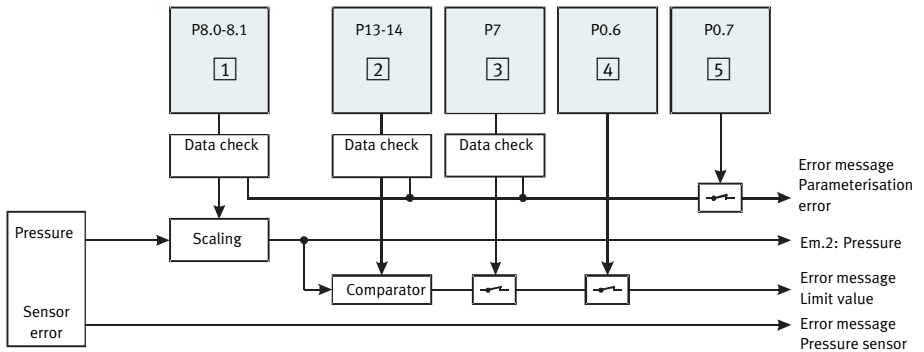 P8.0-8.1
P13-14
P7
P0.6
P0.7
1
2
3
4
5
Data check
Data check
Data check
Error message
Parameterisation
error
Pressure
Scaling
Em.2: Pressure
Comparator
Error message
Limit value
Sensor
error
Error message
Pressure sensor